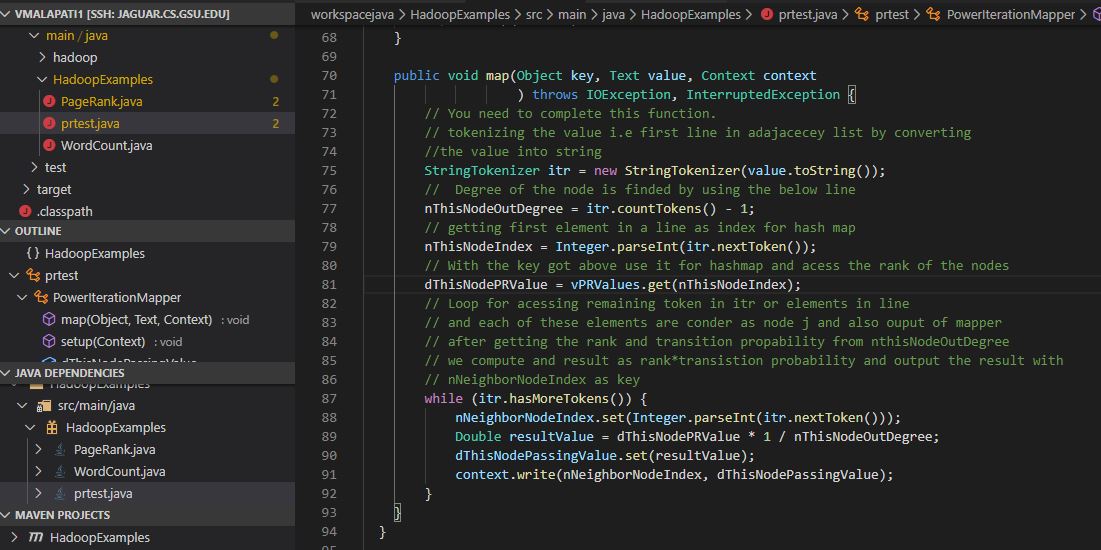 VMALAPATI1 [SSH: JAGUAR.CS.GSU.EDU]
main / java
hadoop
HadoopExamples
PageRank.java 2
prtest.java 2
WordCount.java
test
target
.classpath
OUTLINE
{ } HadoopExamples
prtest
PowerIterationMapper
map(Object, Text, Context) : void
setup(Context) : void
dThisNodePassingValue
JAVA DEPENDENCIES
HadoopExamples
src/main/java
HadoopExamples
PageRank.java
WordCount.java
prtest.java
MAVEN PROJECTS
HadoopExamples
workspacejava > HadoopExamples > src > main > java > HadoopExamples > prtest.java > prtest > PowerIterationMapper >
68 }
69
70 public void map(Object key, Text value, Context context
71 ) throws IOException, InterruptedException {
72 // You need to complete this function.
73 // tokenizing the value i.e first line in adajacecey list by converting
74 //the value into string
75 StringTokenizer itr = new StringTokenizer(value.toString());
76 //  Degree of the node is finded by using the below line
77 nThisNodeOutDegree = itr.countTokens() - 1;
78 // getting first element in a line as index for hash map
79 nThisNodeIndex = Integer.parseInt(itr.nextToken());
80 // With the key got above use it for hashmap and acess the rank of the nodes
81 dThisNodePRValue = vPRValues.get(nThisNodeIndex);
82 // Loop for acessing remaining token in itr or elements in line
83 // and each of these elements are conder as node j and also ouput of mapper
84 // after getting the rank and transition propability from nthisNodeOutDegree
85 // we compute and result as rank*transistion probability and output the result with
86 // nNeighborNodeIndex as key
87 while (itr.hasMoreTokens()) {
88 nNeighborNodeIndex.set(Integer.parseInt(itr.nextToken()));
89 Double resultValue = dThisNodePRValue * 1 / nThisNodeOutDegree;
90 dThisNodePassingValue.set(resultValue);
91 context.write(nNeighborNodeIndex, dThisNodePassingValue);
92 }
93 }
94 }